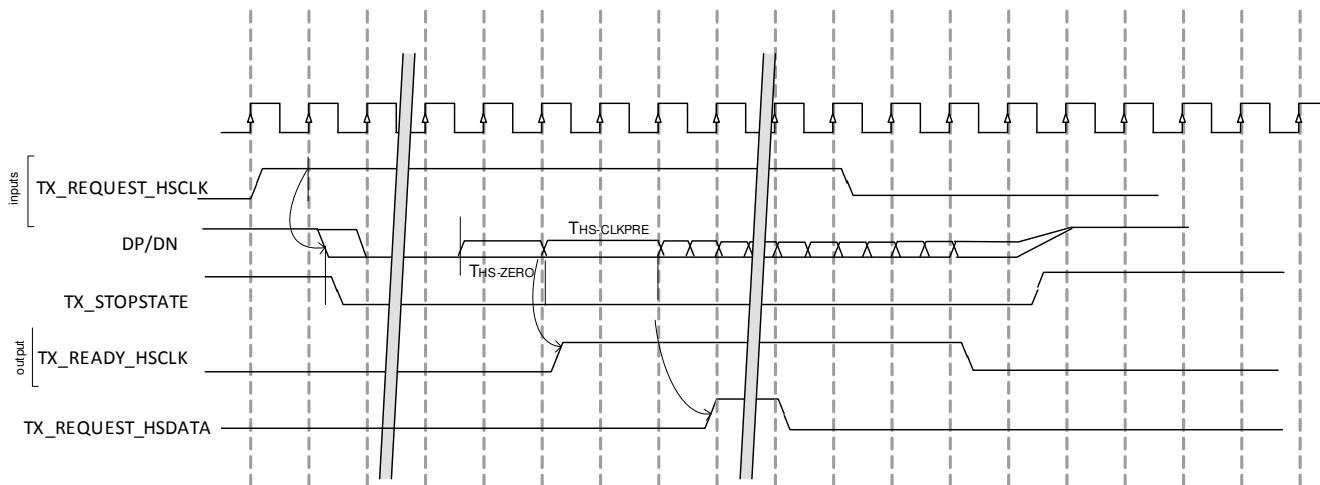 inputs
TX_REQUEST_HSCLK
DP/DN
THS-CLKPRE
THS-ZERO
TX_STOPSTATE
output
TX_READY_HSCLK
TX_REQUEST_HSDATA